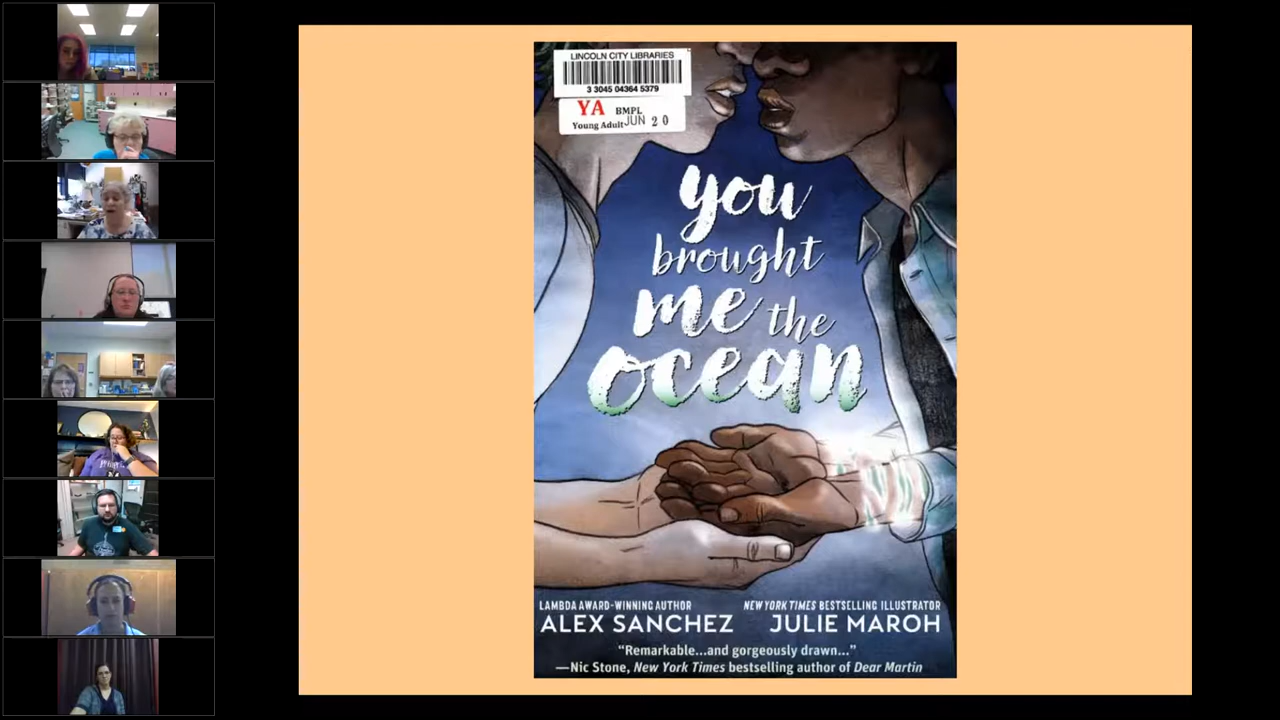 LINCOLN CITY LIBRARIES
3 3045 04364 5379
YA BMPL
Young Adult JUN 20
you
brought
me the
ocean
LAMBDA AWARD-WINNING AUTHOR
ALEX SANCHEZ
NEW YORK TIMES BESTSELLING ILLUSTRATOR
JULIE MAROH
“Remarkable...and gorgeously drawn...”
—Nic Stone, New York Times bestselling author of Dear Martin